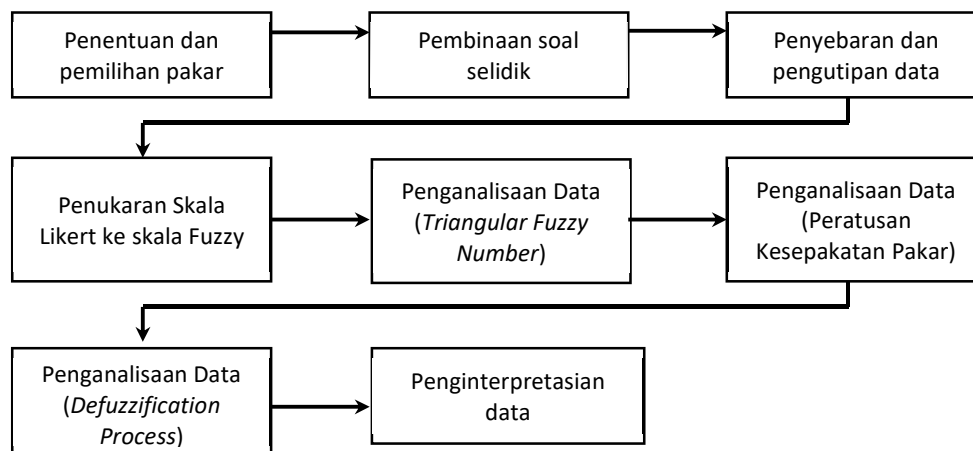 Penentuan dan
pemilihan pakar
Pembinaan soal
selidik
Penyebaran dan
pengutipan data
Penukaran Skala
Likert ke skala Fuzzy
Penganalisaan Data
(Triangular Fuzzy
Number)
Penganalisaan Data
(Peratusan
Kesepakatan Pakar)
Penganalisaan Data
(Defuzzification
Process)
Penginterpretasian
data